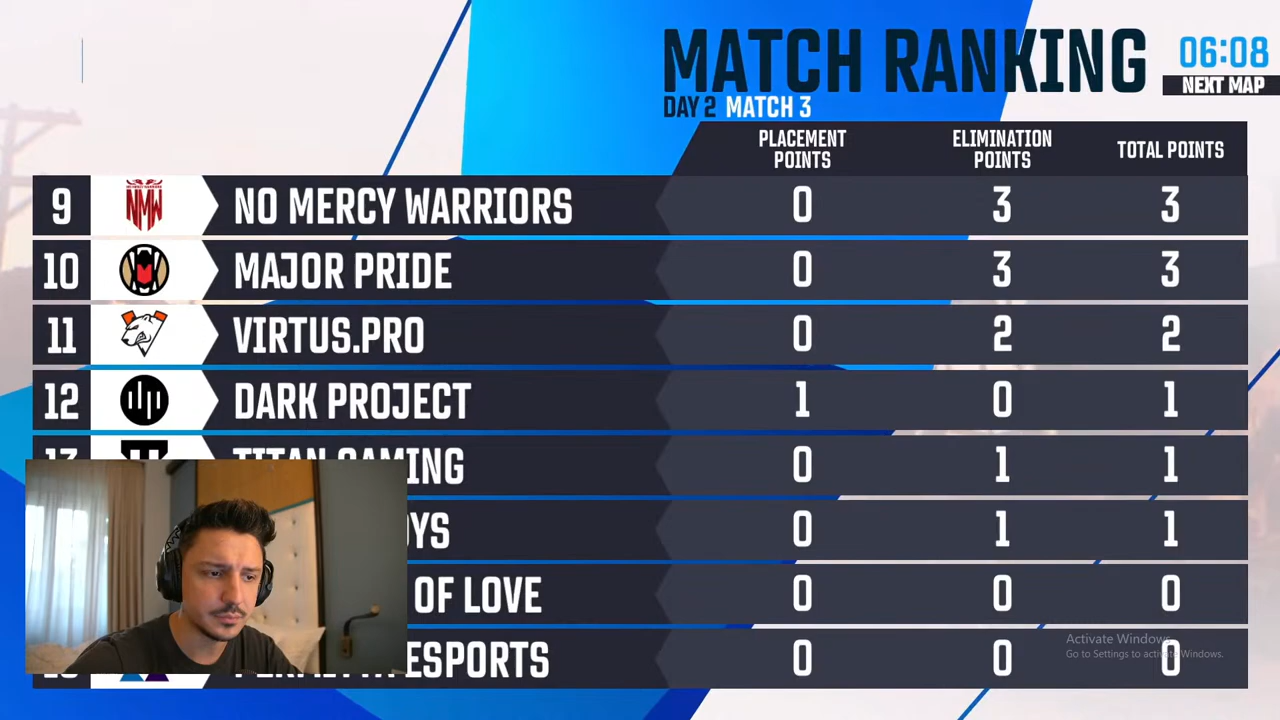 MATCH RANKING
06:08
NEXT MAP
DAY 2 MATCH 3
PLACEMENT POINTS
ELIMINATION POINTS
TOTAL POINTS
9 NMW NO MERCY WARRIORS 0 3 3
10 MAJOR PRIDE 0 3 3
11 VIRTUS.PRO 0 2 2
12 dp DARK PROJECT 1 0 1
GAMING 0 1 1
0 1 1
OF LOVE 0 0 0
ESPORTS 0 0 0
Activate Windows
Go to Settings to activate Windows.